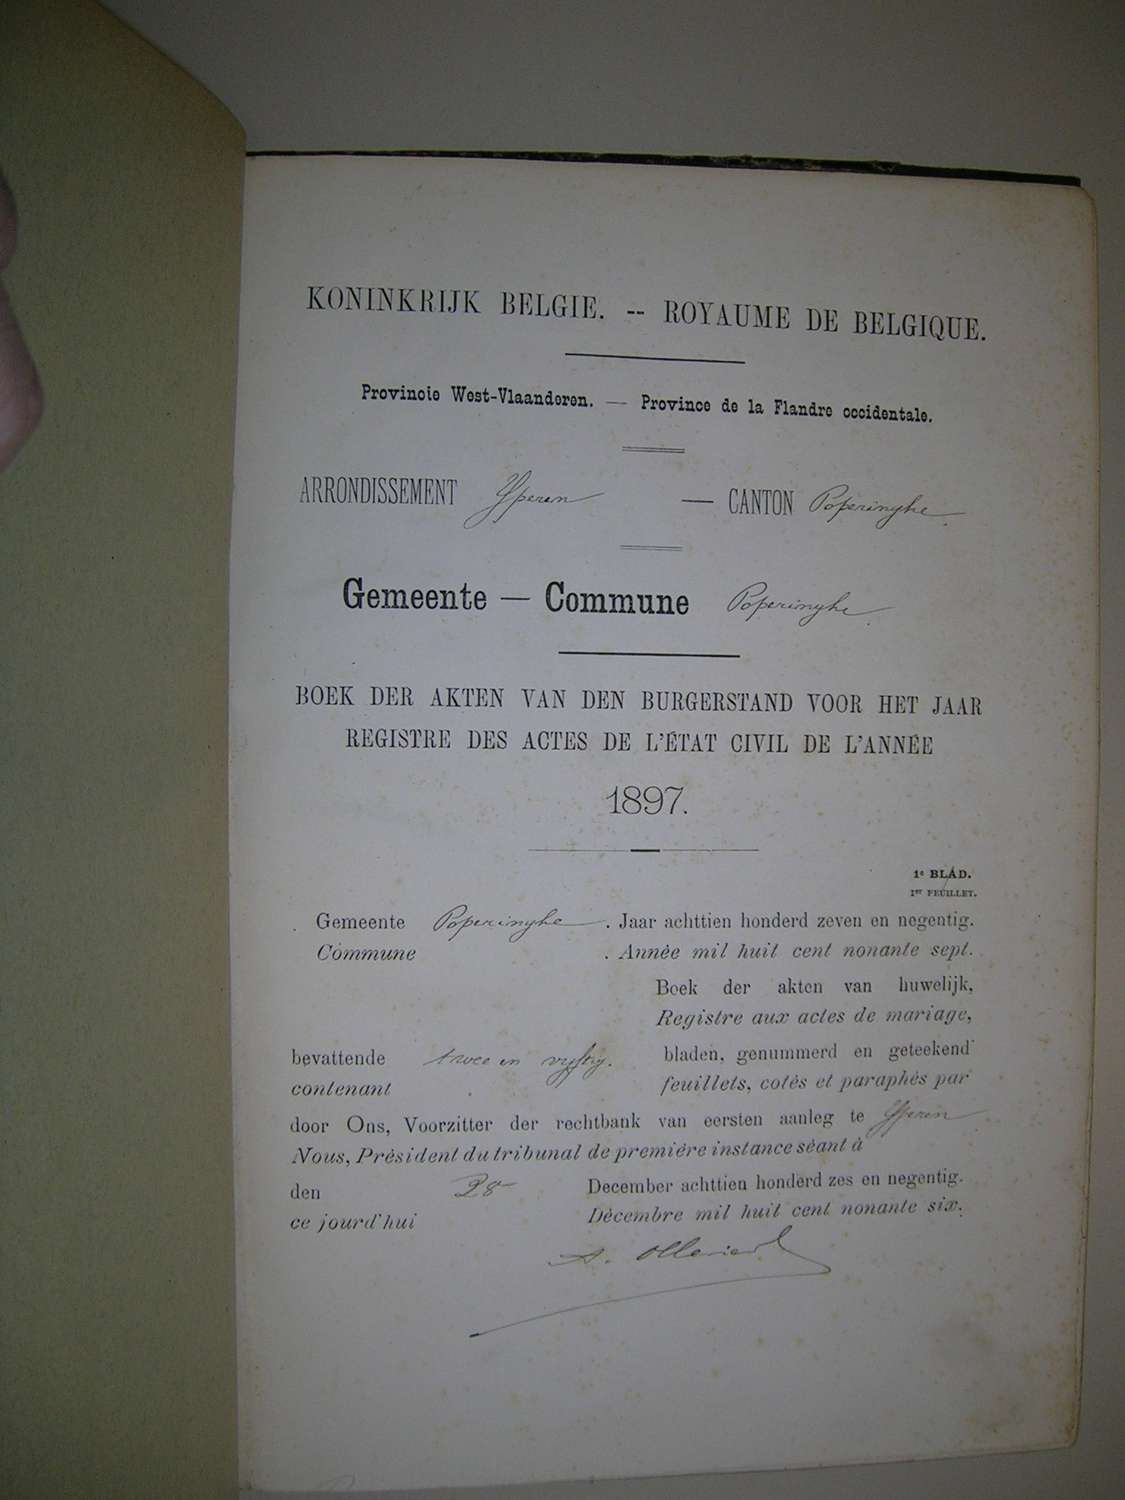 KONINKRIJK BELGIE. -- ROYAUME DE BELGIQUE.
Provincie West-Vlaanderen. — Province de la Flandre occidentale.
ARRONDISSEMENT Yperen — CANTON Poperinghe
Gemeente — Commune Poperinghe
BOEK DER AKTEN VAN DEN BURGERSTAND VOOR HET JAAR
REGISTRE DES ACTES DE L'ÉTAT CIVIL DE L'ANNÉE
1897.
1e BLAD.
1er FEUILLET.
Gemeente Poperinghe. Jaar achttien honderd zeven en negentig.
Commune . Année mil huit cent nonante sept.
Boek der akten van huwelijk,
Registre aux actes de mariage,
bevattende twee en vyftig. bladen, genummerd en geteekend
contenant feuillets, cotés et paraphés par
door Ons, Voorzitter der rechtbank van eersten aanleg te Yperen
Nous, Président du tribunal de première instance séant à
den 28 December achttien honderd zes en negentig.
ce jourd'hui Décembre mil huit cent nonante six.